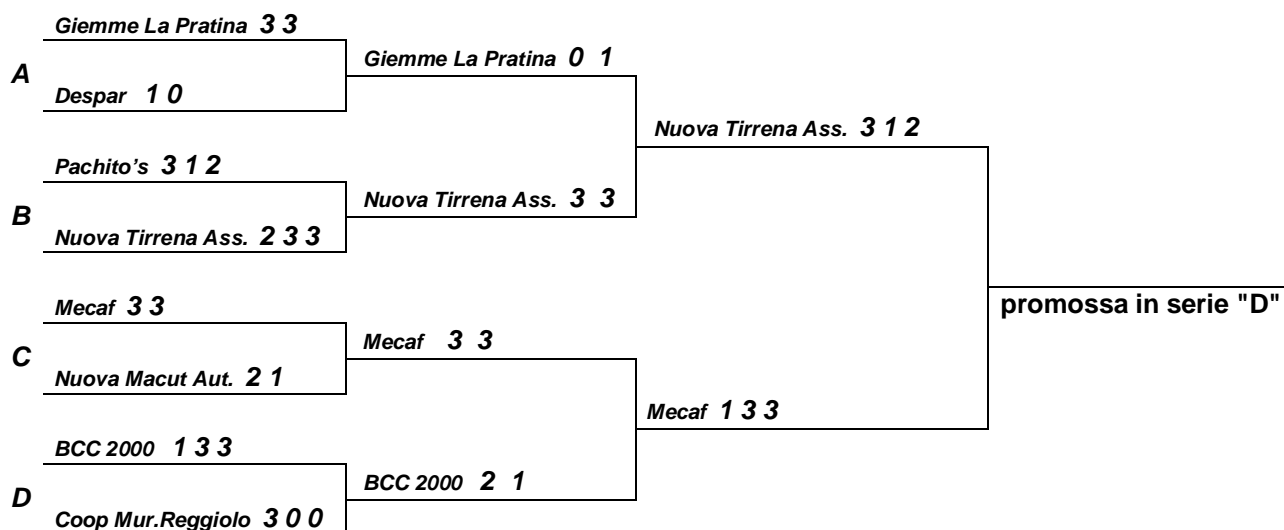 Giemme La Pratina 3 3
A
Despar 1 0
Pachito's 3 1 2
B
Nuova Tirrena Ass. 2 3 3
Mecaf 3 3
C
Nuova Macut Aut. 2 1
BCC 2000 1 3 3
D
Coop Mur.Reggiolo 3 0 0
Giemme La Pratina 0 1
Nuova Tirrena Ass. 3 3
Mecaf 3 3
BCC 2000 2 1
Nuova Tirrena Ass. 3 1 2
Mecaf 1 3 3
promossa in serie "D"